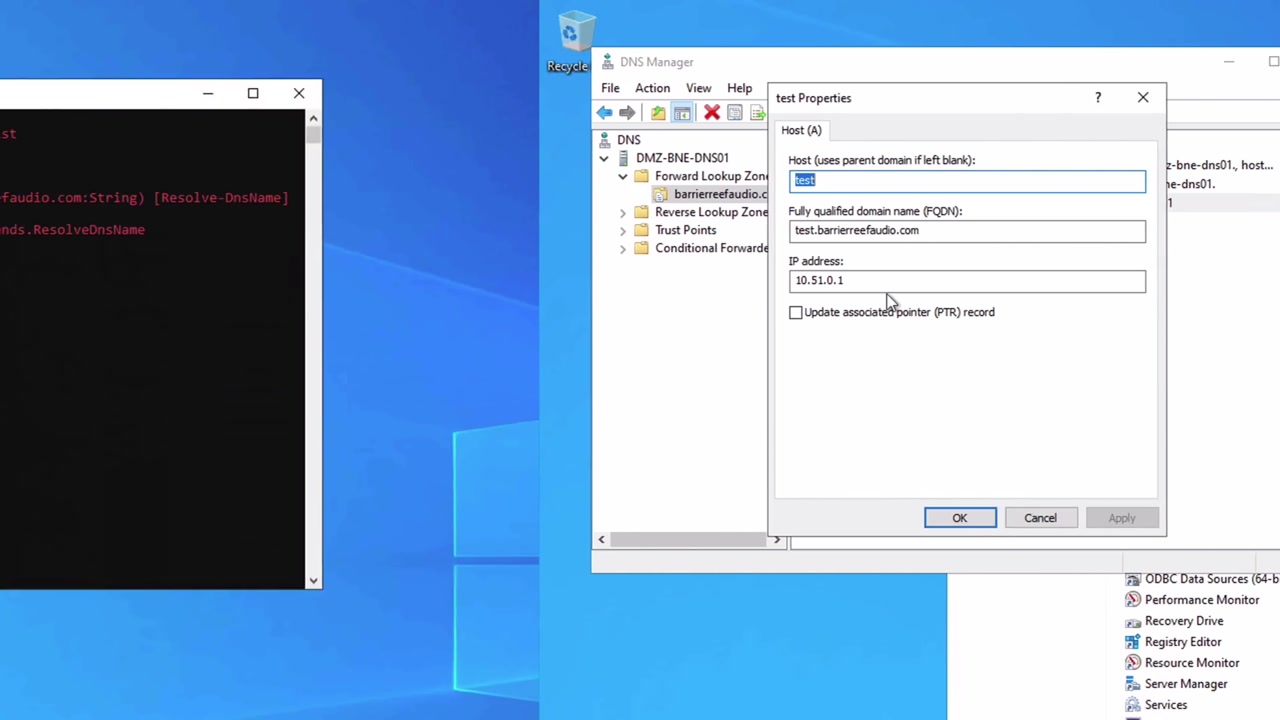 st
faudio.com:String) [Resolve-DnsName]
nds.ResolveDnsName
Recycle
DNS Manager
File Action View Help
DNS
DMZ-BNE-DNS01
Forward Lookup Zone
barrierreefaudio.c
Reverse Lookup Zone
Trust Points
Conditional Forwarde
test Properties
?
Host (A)
Host (uses parent domain if left blank):
test
Fully qualified domain name (FQDN):
test.barrierreefaudio.com
IP address:
10.51.0.1
Update associated pointer (PTR) record
OK Cancel Apply
z-bne-dns01., host...
ne-dns01.
1
ODBC Data Sources (64-b
Performance Monitor
Recovery Drive
Registry Editor
Resource Monitor
Server Manager
Services